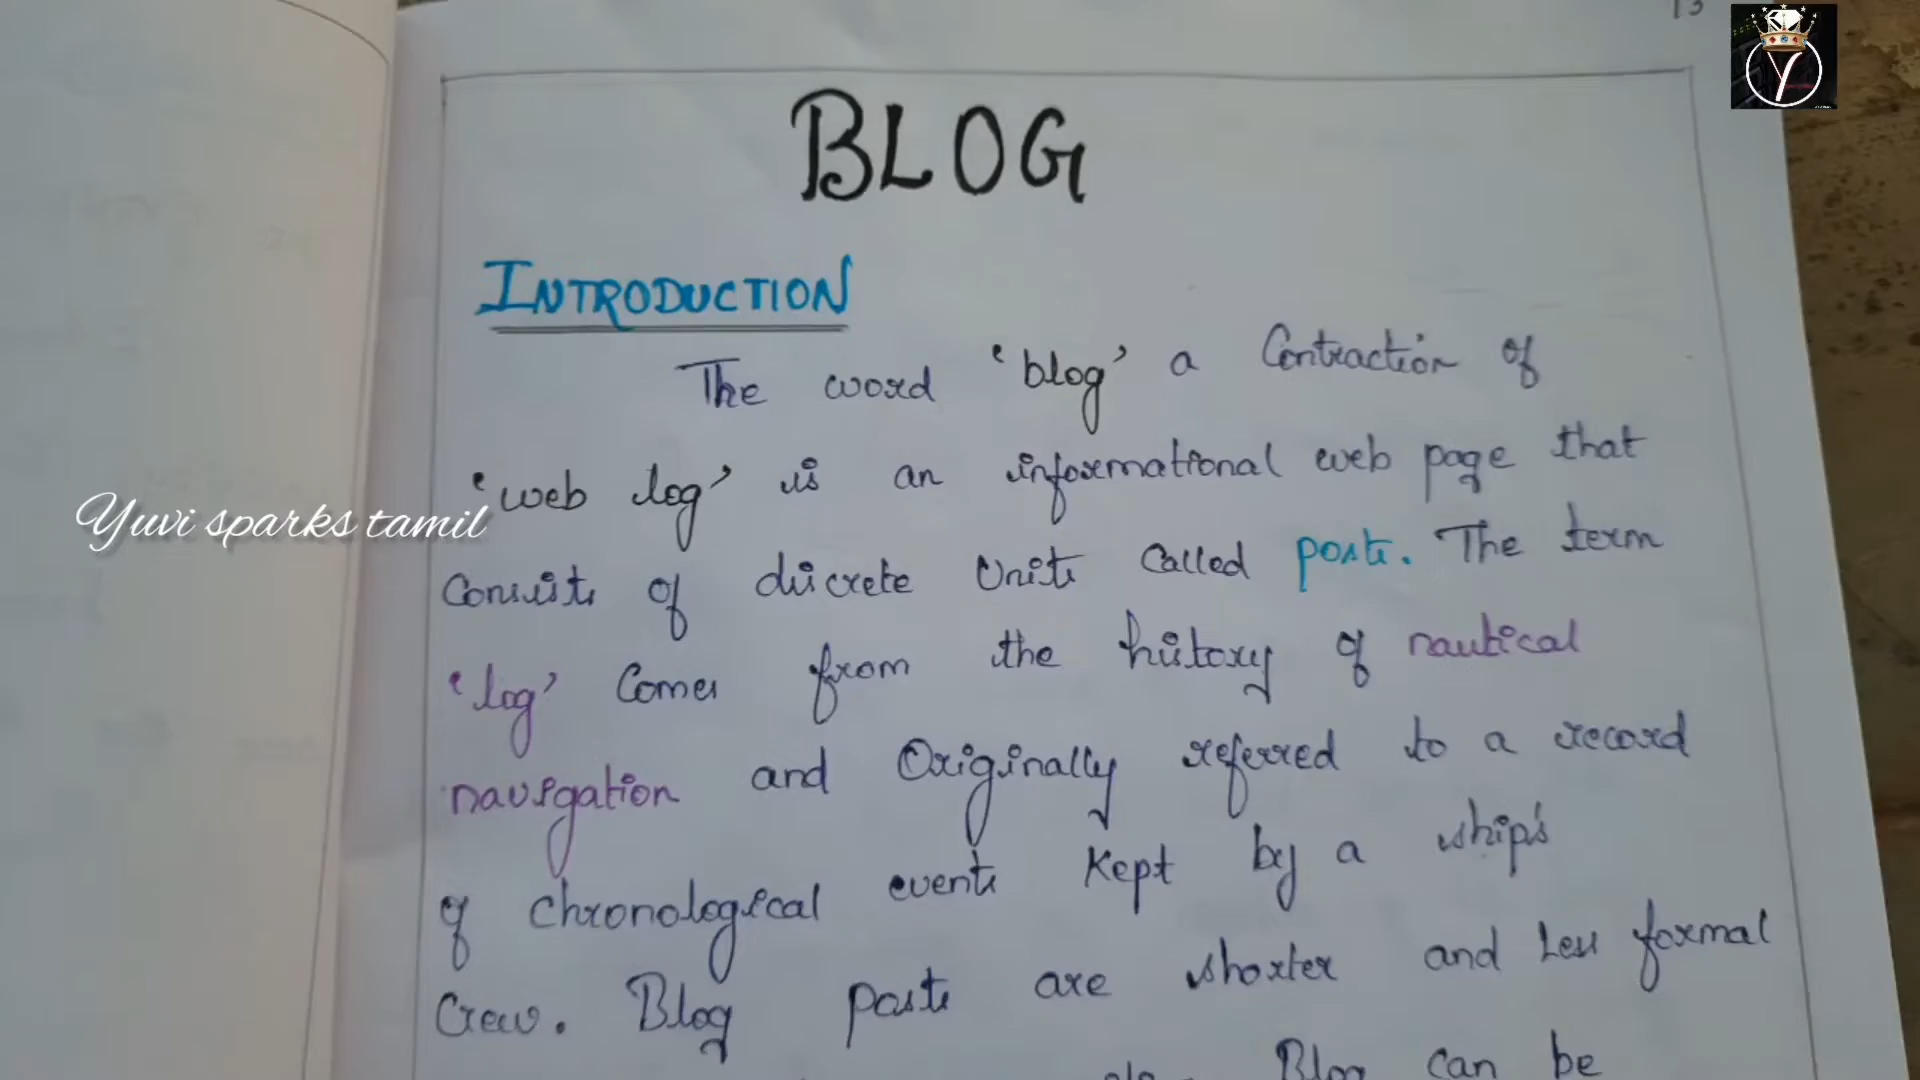 13
BLOG
INTRODUCTION
The word 'blog' a Contraction of
'web log' is an informational web page that
Consists of discrete Units Called posts. The term
'log' Comes from the history of nautical
navigation and Originally referred to a record
of chronological events Kept by a ship's
Crew. Blog posts are shorter and Less formal
Blog can be
Yuvi sparks tamil
Y